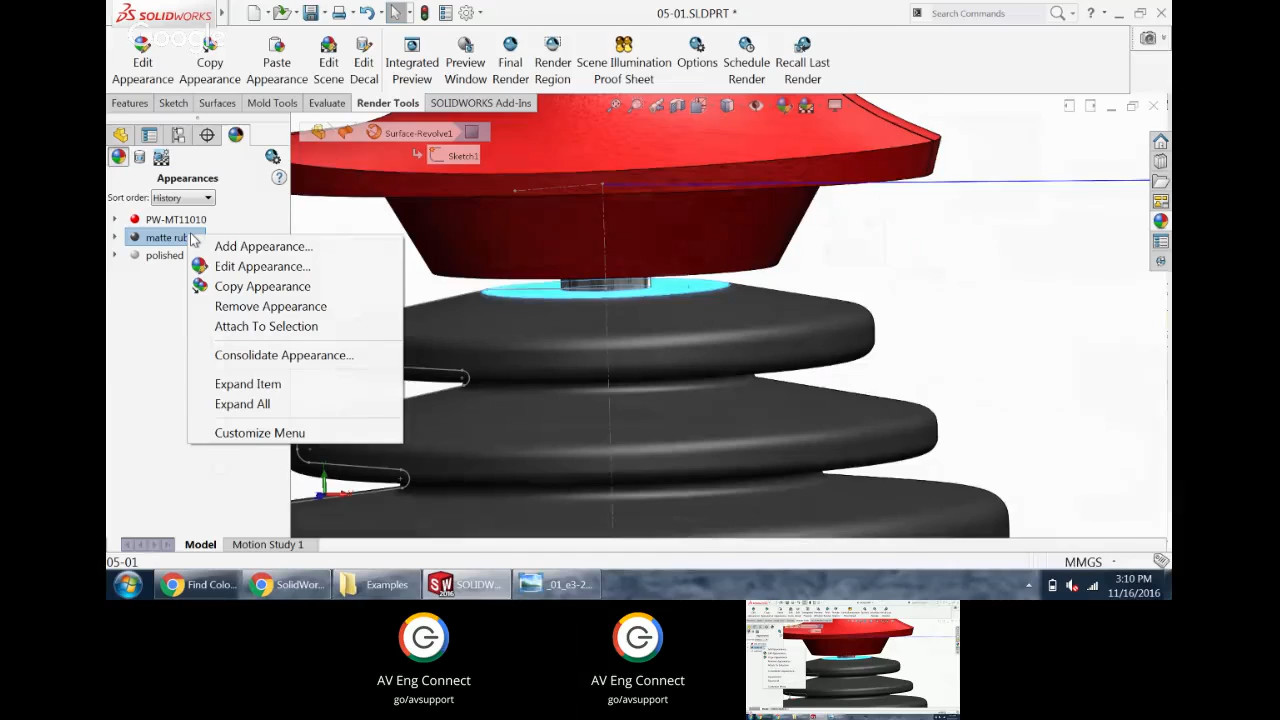 SOLIDWORKS
Google
05-01.SLDPRT *
Search Commands
Edit Appearance
Copy Appearance
Paste Appearance
Edit Scene
Edit Decal
Integrated Preview
Preview Window
Final Render
Render Region
Scene Illumination Proof Sheet
Options
Schedule Render
Recall Last Render
Features
Sketch
Surfaces
Mold Tools
Evaluate
Render Tools
SOLIDWORKS Add-Ins
Surface-Revolve1
Sketch1
Appearances
Sort order: History
PW-MT11010
matte rub
polished
Add Appearance...
Edit Appearance...
Copy Appearance
Remove Appearance
Attach To Selection
Consolidate Appearance...
Expand Item
Expand All
Customize Menu
Model
Motion Study 1
05-01
MMGS
Find Colo...
SolidWor...
Examples
SW 2016
SOLIDW...
_01_e3-2...
3:10 PM
11/16/2016
AV Eng Connect
go/avsupport
AV Eng Connect
go/avsupport